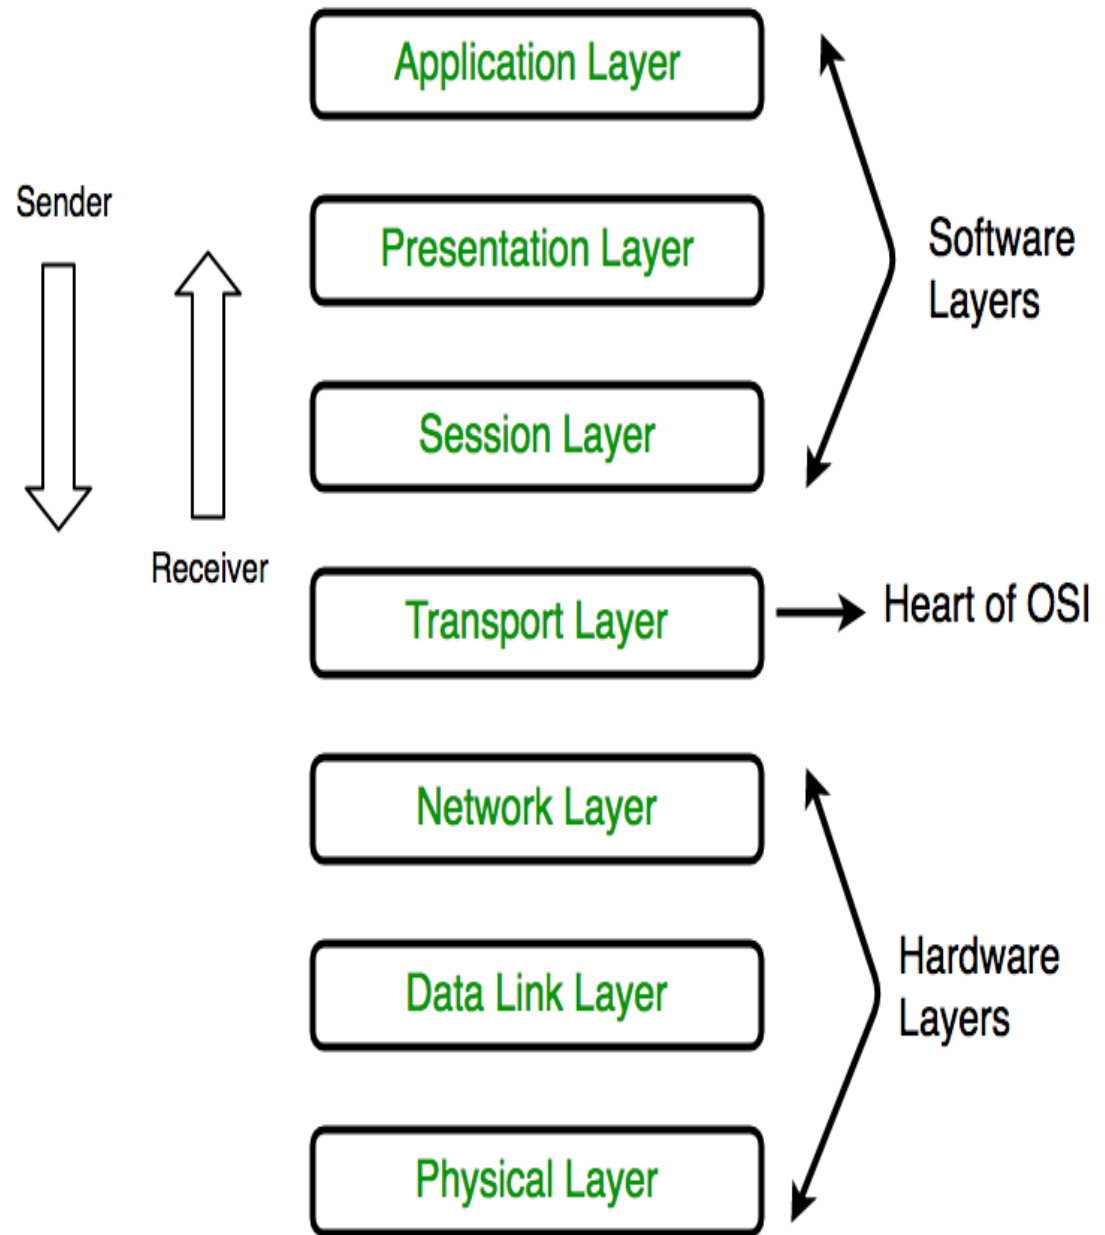 Application Layer
Sender
Presentation Layer
Software
Layers
Session Layer
Receiver
Transport Layer
Heart of OSI
Network Layer
Data Link Layer
Hardware
Layers
Physical Layer